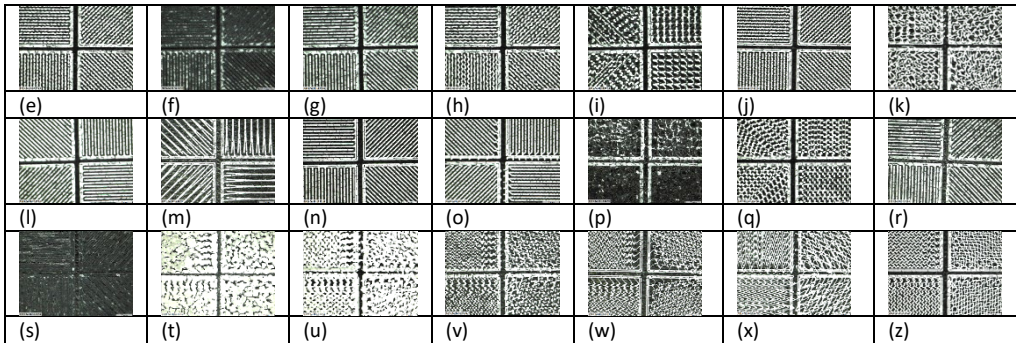 (e) (f) (g) (h) (i) (j) (k)
(l) (m) (n) (o) (p) (q) (r)
(s) (t) (u) (v) (w) (x) (z)